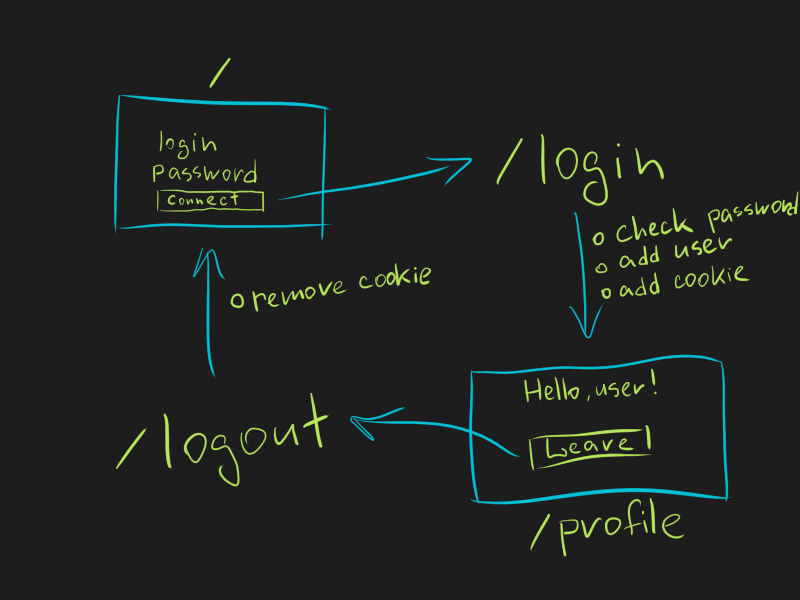 /
login
password
connect
/login
o check password
o add user
o add cookie
o remove cookie
Hello, user!
Leave
/logout
/profile